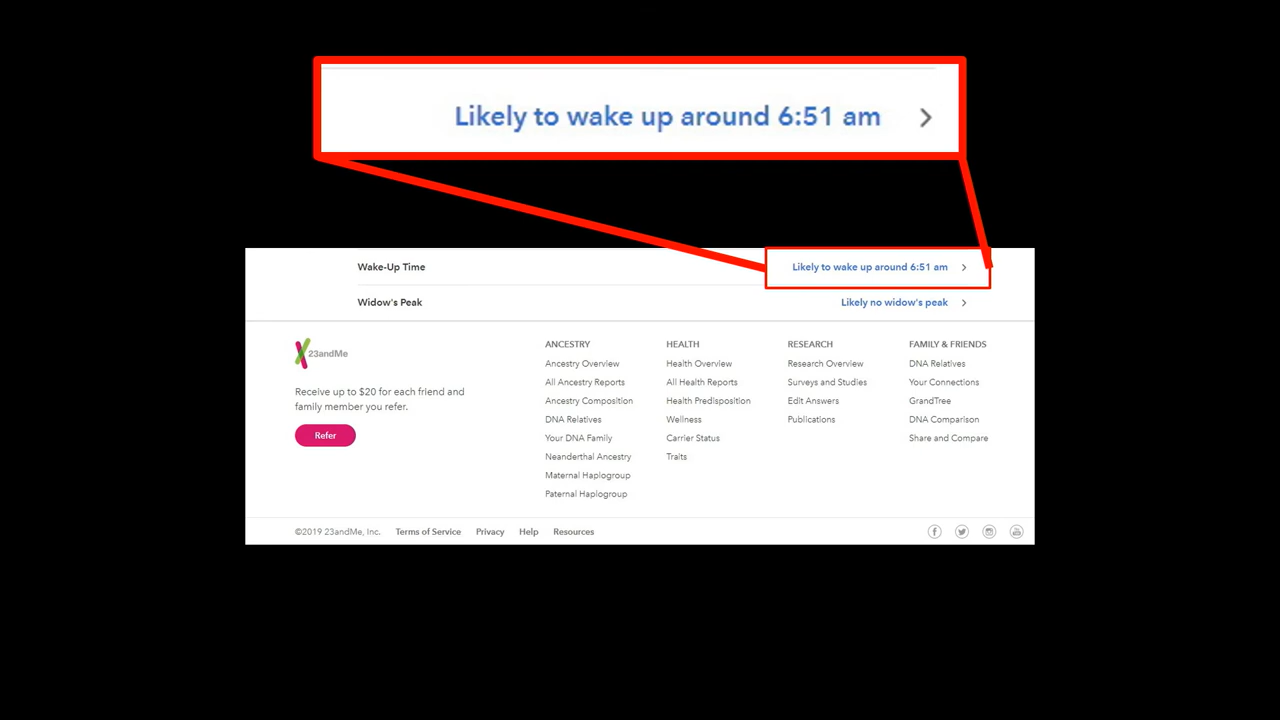 Likely to wake up around 6:51 am
Wake-Up Time
Likely to wake up around 6:51 am
Widow's Peak
Likely no widow's peak
23andMe
Receive up to $20 for each friend and
family member you refer.
Refer
ANCESTRY
Ancestry Overview
All Ancestry Reports
Ancestry Composition
DNA Relatives
Your DNA Family
Neanderthal Ancestry
Maternal Haplogroup
Paternal Haplogroup
HEALTH
Health Overview
All Health Reports
Health Predisposition
Wellness
Carrier Status
Traits
RESEARCH
Research Overview
Surveys and Studies
Edit Answers
Publications
FAMILY & FRIENDS
DNA Relatives
Your Connections
GrandTree
DNA Comparison
Share and Compare
©2019 23andMe, Inc. Terms of Service Privacy Help Resources